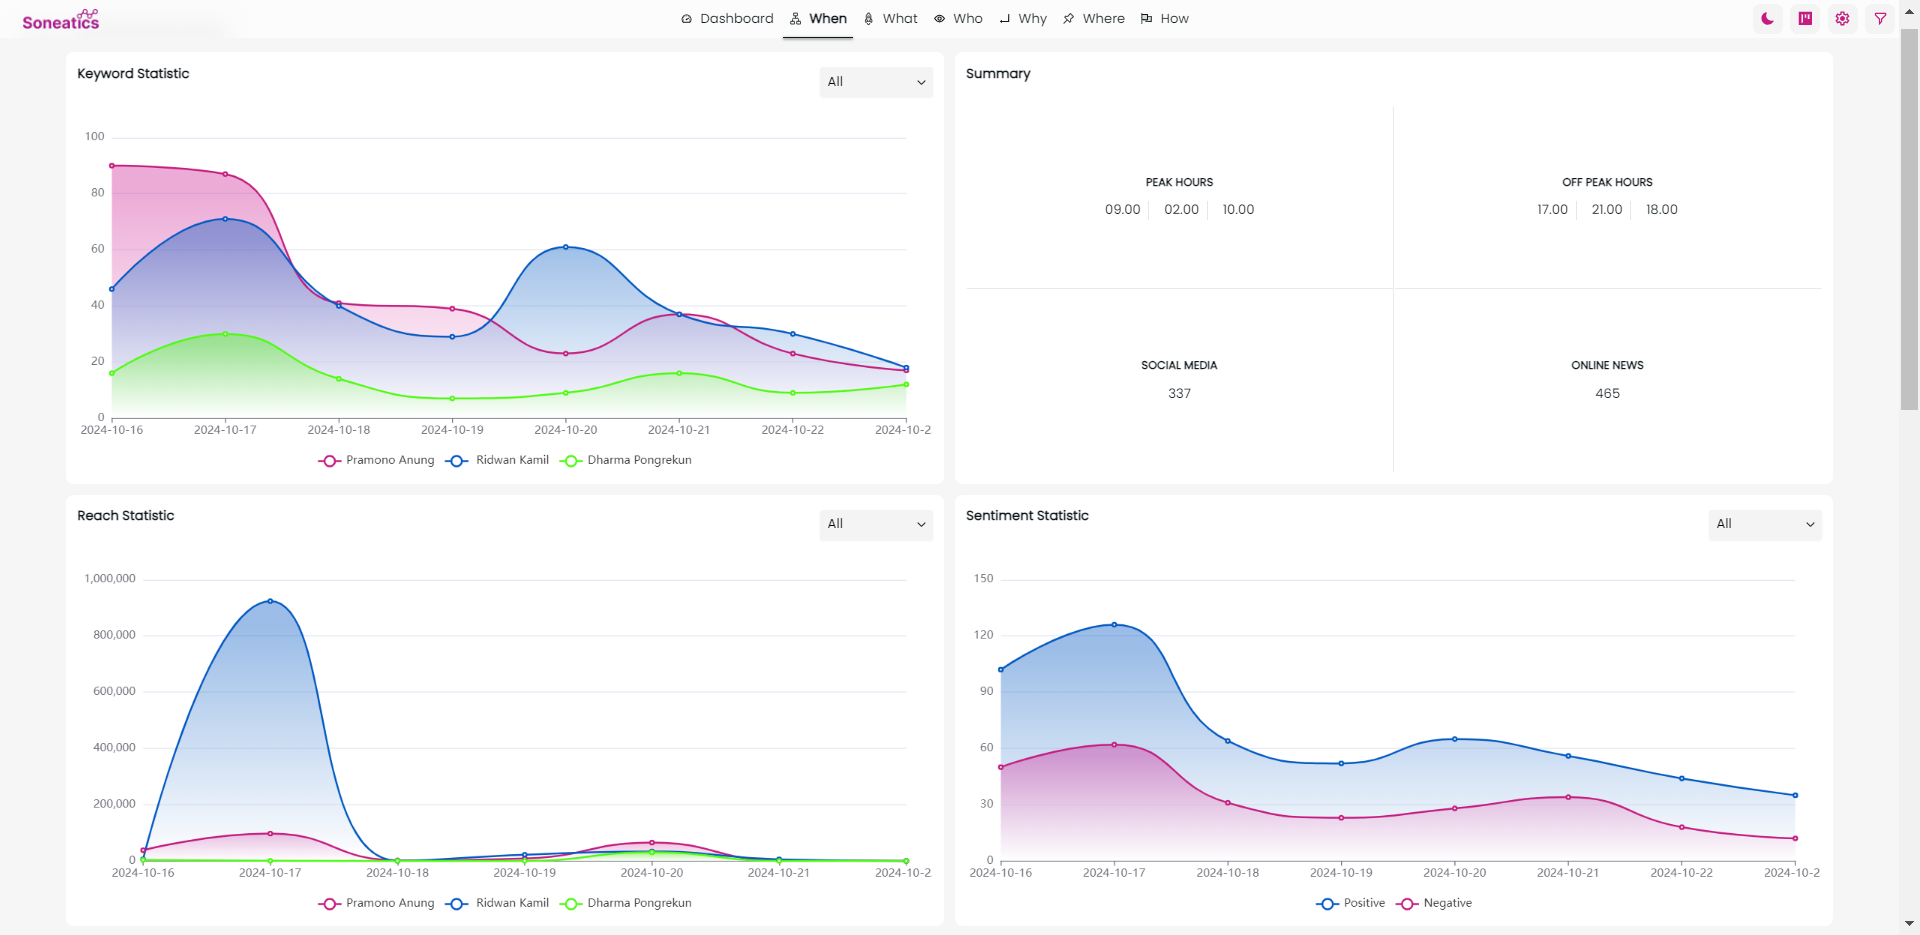 Soneatics
Dashboard When What Who Why Where How
Keyword Statistic
All
100
80
60
40
20
0
2024-10-16 2024-10-17 2024-10-18 2024-10-19 2024-10-20 2024-10-21 2024-10-22 2024-10-2
Pramono Anung Ridwan Kamil Dharma Pongrekun
Summary
PEAK HOURS
09.00 02.00 10.00
OFF PEAK HOURS
17.00 21.00 18.00
SOCIAL MEDIA
337
ONLINE NEWS
465
Reach Statistic
All
1,000,000
800,000
600,000
400,000
200,000
0
2024-10-16 2024-10-17 2024-10-18 2024-10-19 2024-10-20 2024-10-21 2024-10-2
Pramono Anung Ridwan Kamil Dharma Pongrekun
Sentiment Statistic
All
150
120
90
60
30
0
2024-10-16 2024-10-17 2024-10-18 2024-10-19 2024-10-20 2024-10-21 2024-10-22 2024-10-2
Positive Negative